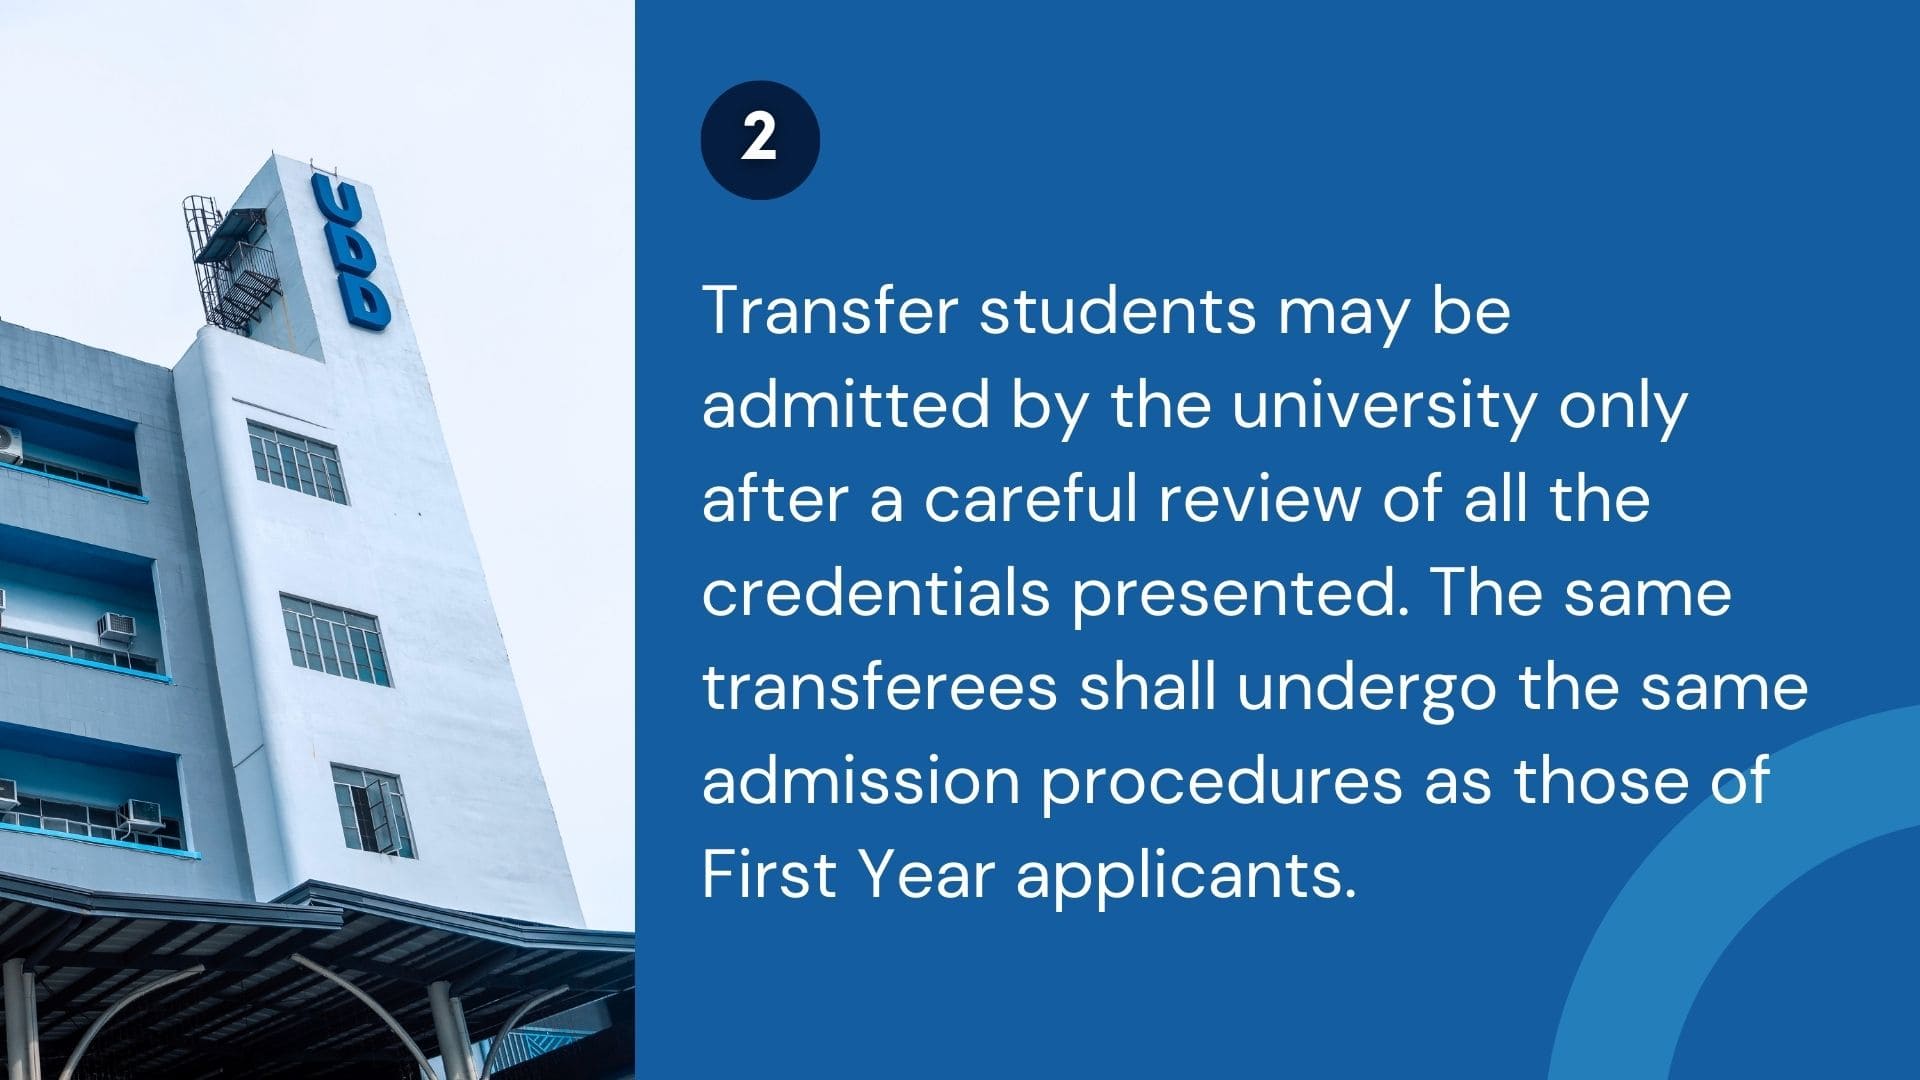 UDD
2
Transfer students may be
admitted by the university only
after a careful review of all the
credentials presented. The same
transferees shall undergo the same
admission procedures as those of
First Year applicants.